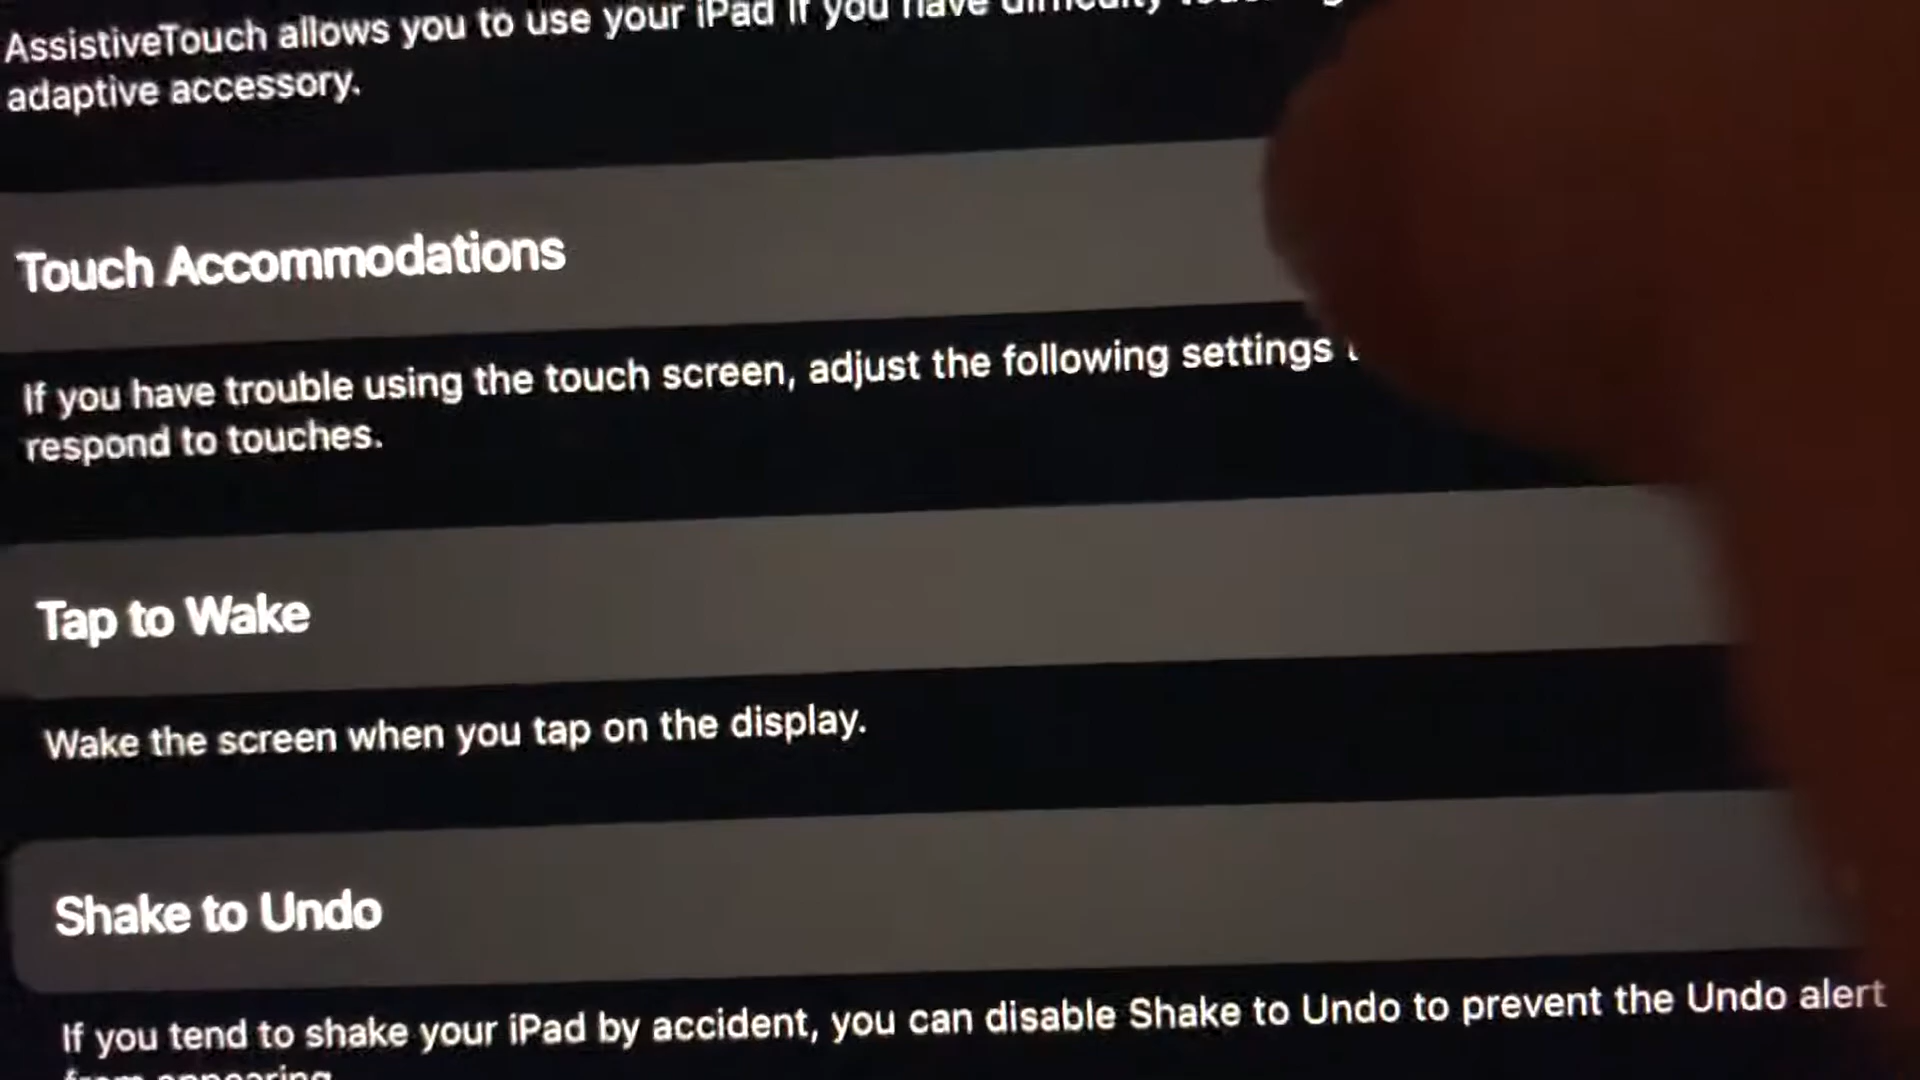 AssistiveTouch allows you to use your iPad if you have difficulty
adaptive accessory.
Touch Accommodations
If you have trouble using the touch screen, adjust the following settings
respond to touches.
Tap to Wake
Wake the screen when you tap on the display.
Shake to Undo
If you tend to shake your iPad by accident, you can disable Shake to Undo to prevent the Undo alert
from appearing